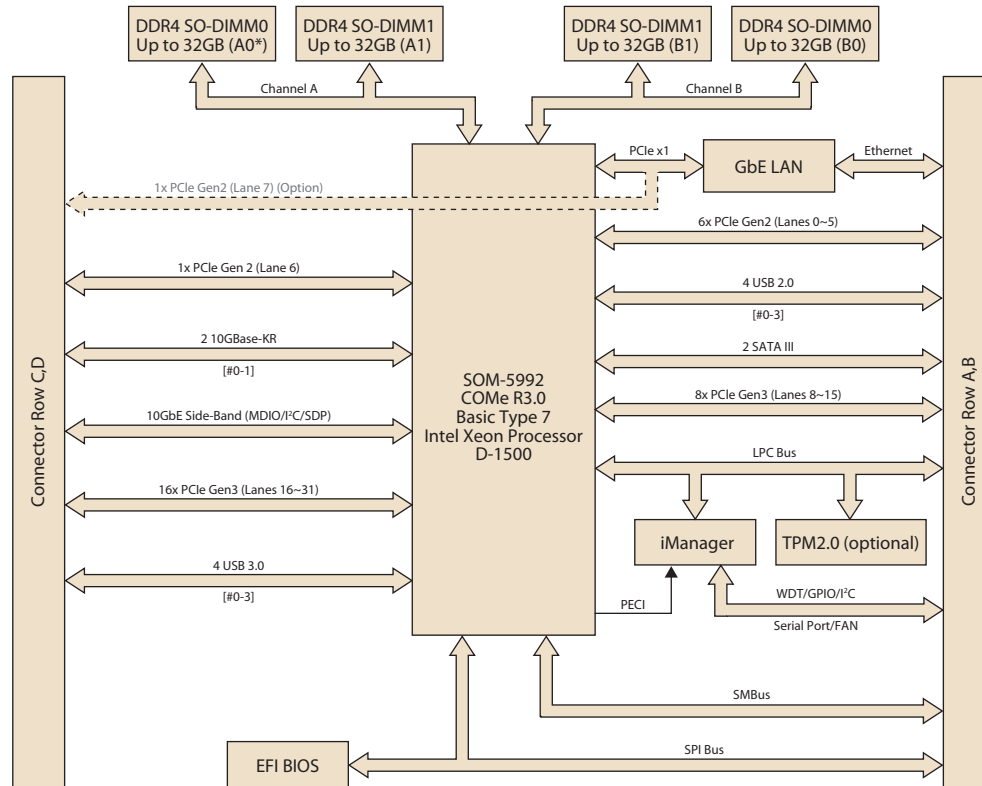 DDR4 SO-DIMM0
Up to 32GB (A0*)
DDR4 SO-DIMM1
Up to 32GB (A1)
DDR4 SO-DIMM1
Up to 32GB (B1)
DDR4 SO-DIMM0
Up to 32GB (B0)
Channel A
Channel B
PCIe x1
GbE LAN
Ethernet
1x PCIe Gen2 (Lane 7) (Option)
6x PCIe Gen2 (Lanes 0~5)
1x PCIe Gen 2 (Lane 6)
4 USB 2.0
[#0-3]
2 10GBase-KR
[#0-1]
2 SATA III
Connector Row C,D
SOM-5992
COMe R3.0
Basic Type 7
Intel Xeon Processor
D-1500
Connector Row A,B
8x PCIe Gen3 (Lanes 8~15)
10GbE Side-Band (MDIO/I²C/SDP)
LPC Bus
16x PCIe Gen3 (Lanes 16~31)
iManager
TPM2.0 (optional)
4 USB 3.0
[#0-3]
PECI
WDT/GPIO/I²C
Serial Port/FAN
SMBus
SPI Bus
EFI BIOS